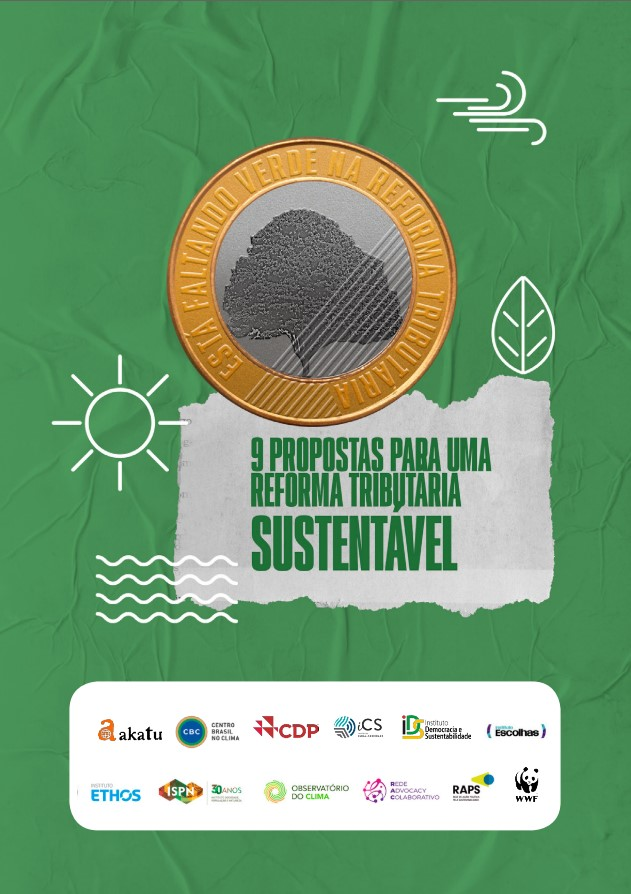 ESTÁ FALTANDO VERDE NA REFORMA TRIBUTÁRIA
9 PROPOSTAS PARA UMA
REFORMA TRIBUTÁRIA
SUSTENTÁVEL
akatu
CBC
CENTRO
BRASIL
NO CLIMA
CDP
iCS
iDS
Instituto
Democracia e
Sustentabilidade
Escolhas
INSTITUTO
ETHOS
ISPN
30 ANOS
OBSERVATÓRIO
DO CLIMA
REDE
ADVOCACY
COLABORATIVO
RAPS
WWF